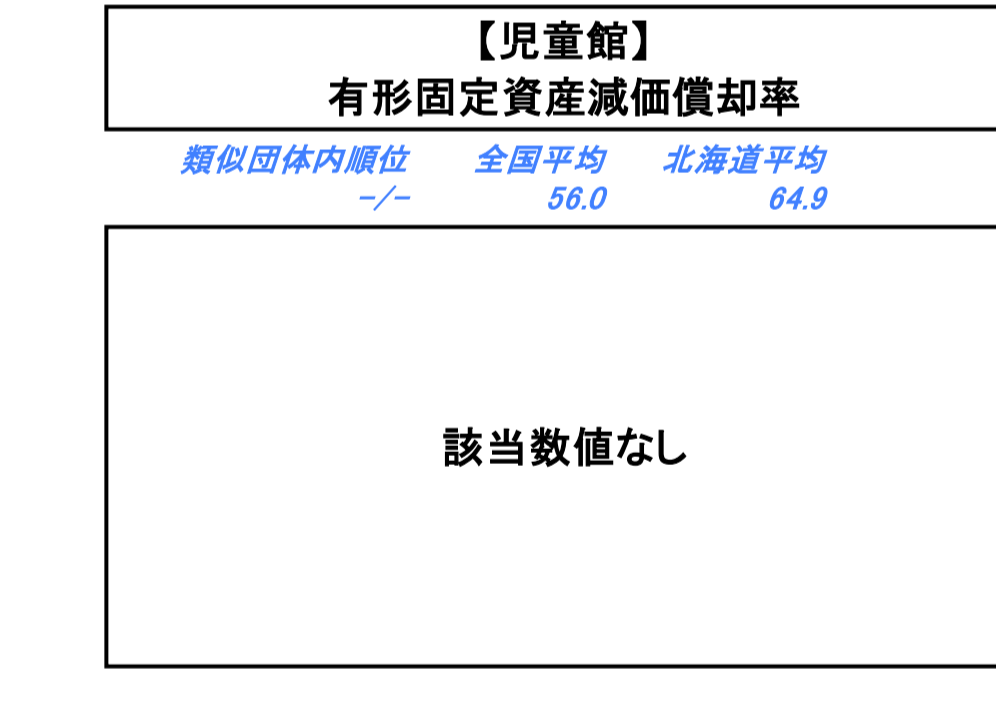 【児童館】
有形固定資産減価償却率
類似団体内順位 全国平均 北海道平均
-/- 56.0 64.9
該当数値なし